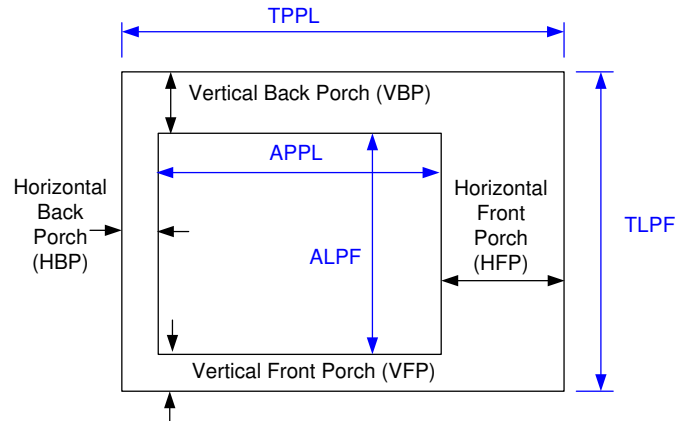 TPPL
Vertical Back Porch (VBP)
APPL
Horizontal
Back
Porch
(HBP)
Horizontal
Front
Porch
(HFP)
TLPF
ALPF
Vertical Front Porch (VFP)